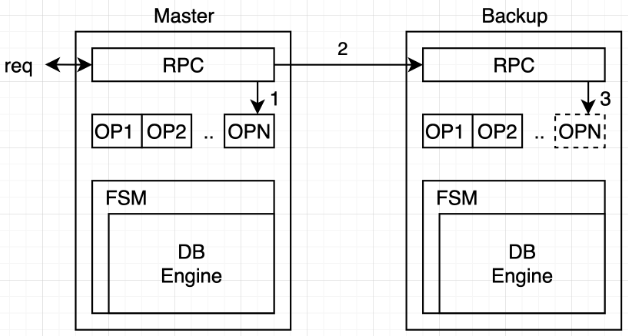 Master
Backup
req
RPC
2
RPC
1
3
OP1 OP2 .. OPN
OP1 OP2 .. OPN
FSM
FSM
DB
Engine
DB
Engine